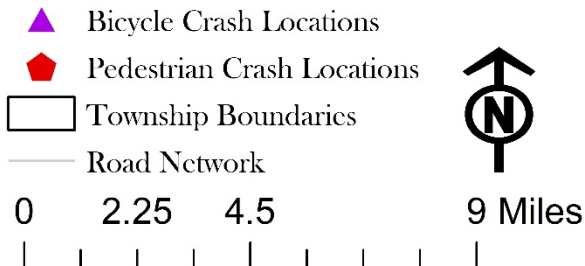 Bicycle Crash Locations
Pedestrian Crash Locations
Township Boundaries
Road Network
N
0 2.25 4.5 9 Miles